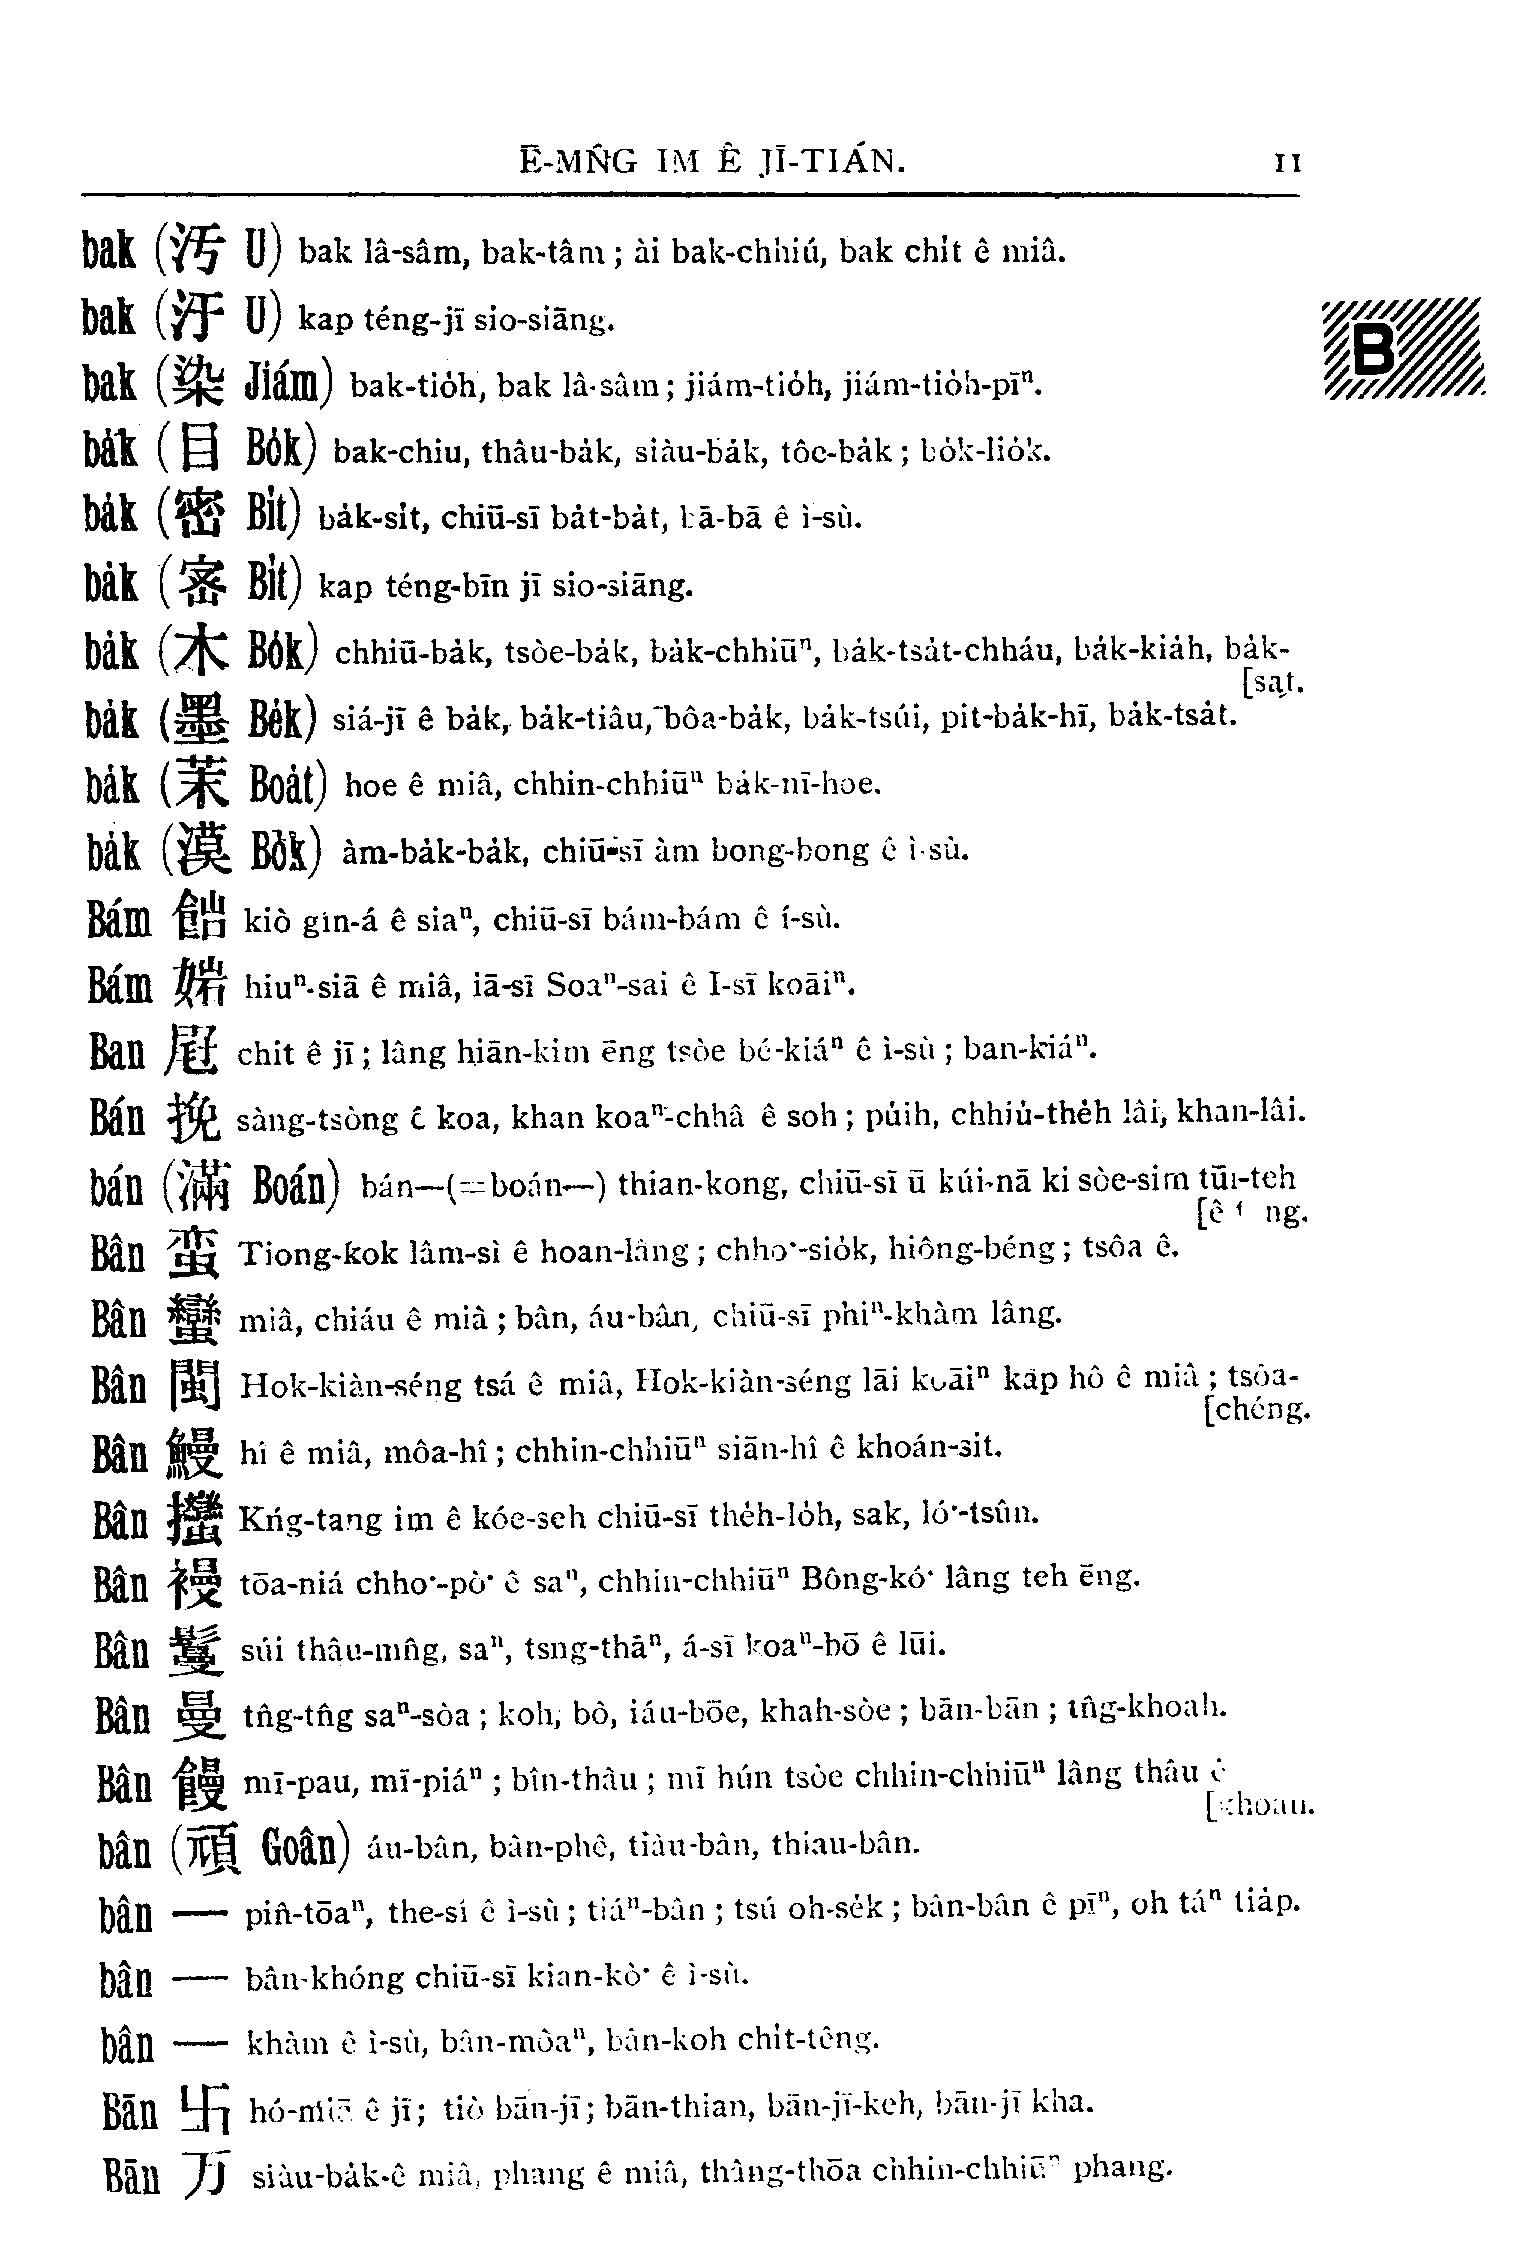 Ē-MN̂G IM Ê JĪ-TIÁN. 11
B
bak (汚 U) bak lâ-sâm, bak-tâm ; ài bak-chhiú, bak chi̍t ê miâ.
bak (汙 U) kap téng-jī sio-siāng.
bak (染 Jiám) bak-tio̍h, bak lâ-sâm ; jiám-tio̍h, jiám-tio̍h-pīⁿ.
ba̍k (目 Bo̍k) bak-chiu, thâu-ba̍k, siàu-ba̍k, tôe-ba̍k ; bo̍k-lio̍k.
ba̍k (密 Bi̍t) ba̍k-si̍t, chiū-sī ba̍t-ba̍t, bā-bā ê ì-sù.
ba̍k (宻 Bi̍t) kap téng-bīn jī sio-siāng.
ba̍k (木 Bo̍k) chhiū-ba̍k, tsòe-ba̍k, ba̍k-chhiūⁿ, ba̍k-tsa̍t-chháu, ba̍k-kia̍h, ba̍k-
[sat.
ba̍k (墨 Be̍k) siá-jī ê ba̍k, ba̍k-tiâu, bôa-ba̍k, ba̍k-tsúi, pit-ba̍k-hī, ba̍k-tsa̍t.
ba̍k (茉 Boa̍t) hoe ê miâ, chhin-chhiūⁿ ba̍k-nī-hoe.
ba̍k (漠 Bo̍k) àm-ba̍k-ba̍k, chiū-sī àm bong-bong ê ì-sù.
Bám kiò gín-á ê siaⁿ, chiū-sī bám-bám ê í-sù.
Bám 婼 hiuⁿ-siā ê miâ, iā-sī Soaⁿ-sai ê I-sī koāiⁿ.
Ban 屘 chit ê jī ; lâng hiān-kim ēng tsòe bé-kiáⁿ ê ì-sù ; ban-kiáⁿ.
Bán 挽 sàng-tsòng ê koa, khan koaⁿ-chhâ ê soh ; pu̍ih, chhiú-the̍h lâi, khan-lâi.
bán (滿 Boán) bán—(=boán—) thian-kong, chiū-sī ū kúi-nā ki sòe-sim tūi-teh
[ê ng.
Bân 蛮 Tiong-kok lâm-sì ê hoan-lâng ; chho͘-sio̍k, hiông-béng ; tsôa ê.
Bân 蠻 miâ, chiáu ê miâ ; bân, áu-bân, chiū-sī phiⁿ-khàm lâng.
Bân 閩 Hok-kiàn-séng tsá ê miâ, Hok-kiàn-séng lāi koāiⁿ kap hô ê miâ ; tsôa-
[chéng.
Bân 鰻 hî ê miâ, môa-hî ; chhin-chhiūⁿ siān-hî ê khoán-sit.
Bân Kńg-tang im ê kóe-seh chiū-sī the̍h-lo̍h, sak, ló͘-tsûn.
Bân 䙢 tōa-niá chho͘-pò͘ ê saⁿ, chhin-chhiūⁿ Bông-kó͘ lâng teh ēng.
Bân 鬘 súi thâu-mn̂g, saⁿ, tsng-thāⁿ, á-sī koaⁿ-bō ê lūi.
Bân 曼 tn̂g-tn̂g saⁿ-sòa ; koh, bò, iáu-bōe, khah-sòe ; bān-bān ; tn̂g-khoah.
Bân 饅 mī-pau, mī-piáⁿ ; bîn-thâu ; mī hún tsòe chhin-chhiūⁿ lâng thâu ê
[khoán.
bân (頑 Goân) áu-bân, bân-phê, tiàu-bân, thiau-bân.
bân — pin̂-tōaⁿ, the-sí ê ì-sù ; tiáⁿ-bân ; tsú oh-se̍k ; bân-bân ê pīⁿ, oh táⁿ tia̍p.
bân — bân-khóng chiū-sī kian-kò͘ ê ì-sù.
bân — khàm ê ì-sù, bân-môaⁿ, bân-koh chi̍t-têng.
Bān 卐 hó-miā ê jī ; tiò bān-jī ; bān-thian, bān-jī-keh, bān-jī kha.
Bān 万 siàu-ba̍k-ê miâ, phang ê miâ, thâng-thōa chhin-chhiūⁿ phang.